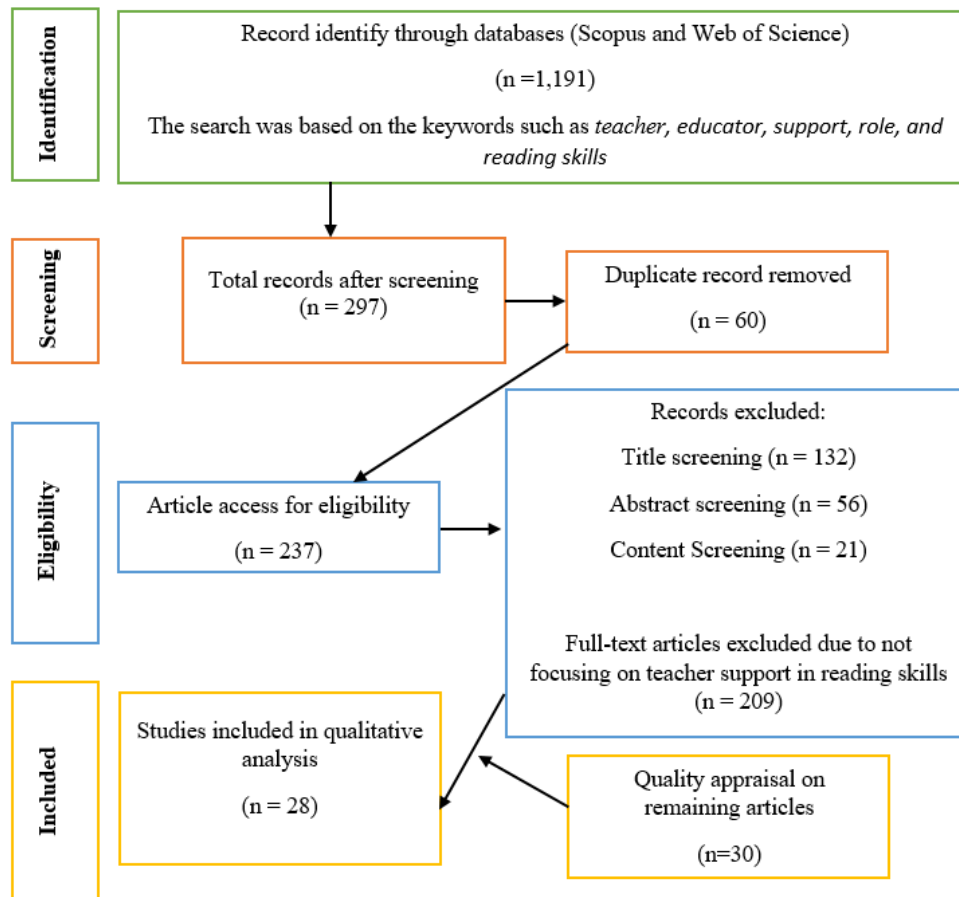 Identification
Record identify through databases (Scopus and Web of Science)
(n =1,191)
The search was based on the keywords such as teacher, educator, support, role, and
reading skills
Screening
Total records after screening
(n = 297)
Duplicate record removed
(n = 60)
Eligibility
Article access for eligibility
(n = 237)
Records excluded:
Title screening (n = 132)
Abstract screening (n = 56)
Content Screening (n = 21)
Full-text articles excluded due to not
focusing on teacher support in reading skills
(n = 209)
Included
Studies included in qualitative
analysis
(n = 28)
Quality appraisal on
remaining articles
(n=30)